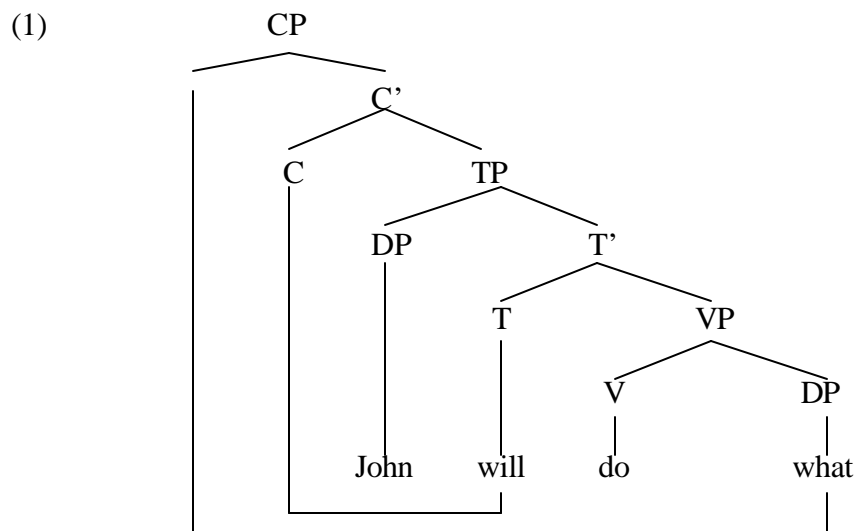 (1) CP
C’
C TP
DP T’
T VP
V DP
John will do what